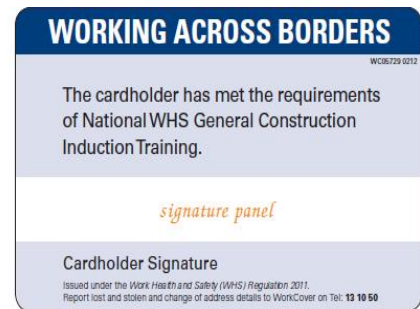 WORKING ACROSS BORDERS
WC05729 0212
The cardholder has met the requirements
of National WHS General Construction
Induction Training.
signature panel
Cardholder Signature
Issued under the Work Health and Safety (WHS) Regulation 2011.
Report lost and stolen and change of address details to WorkCover on Tel: 13 10 50